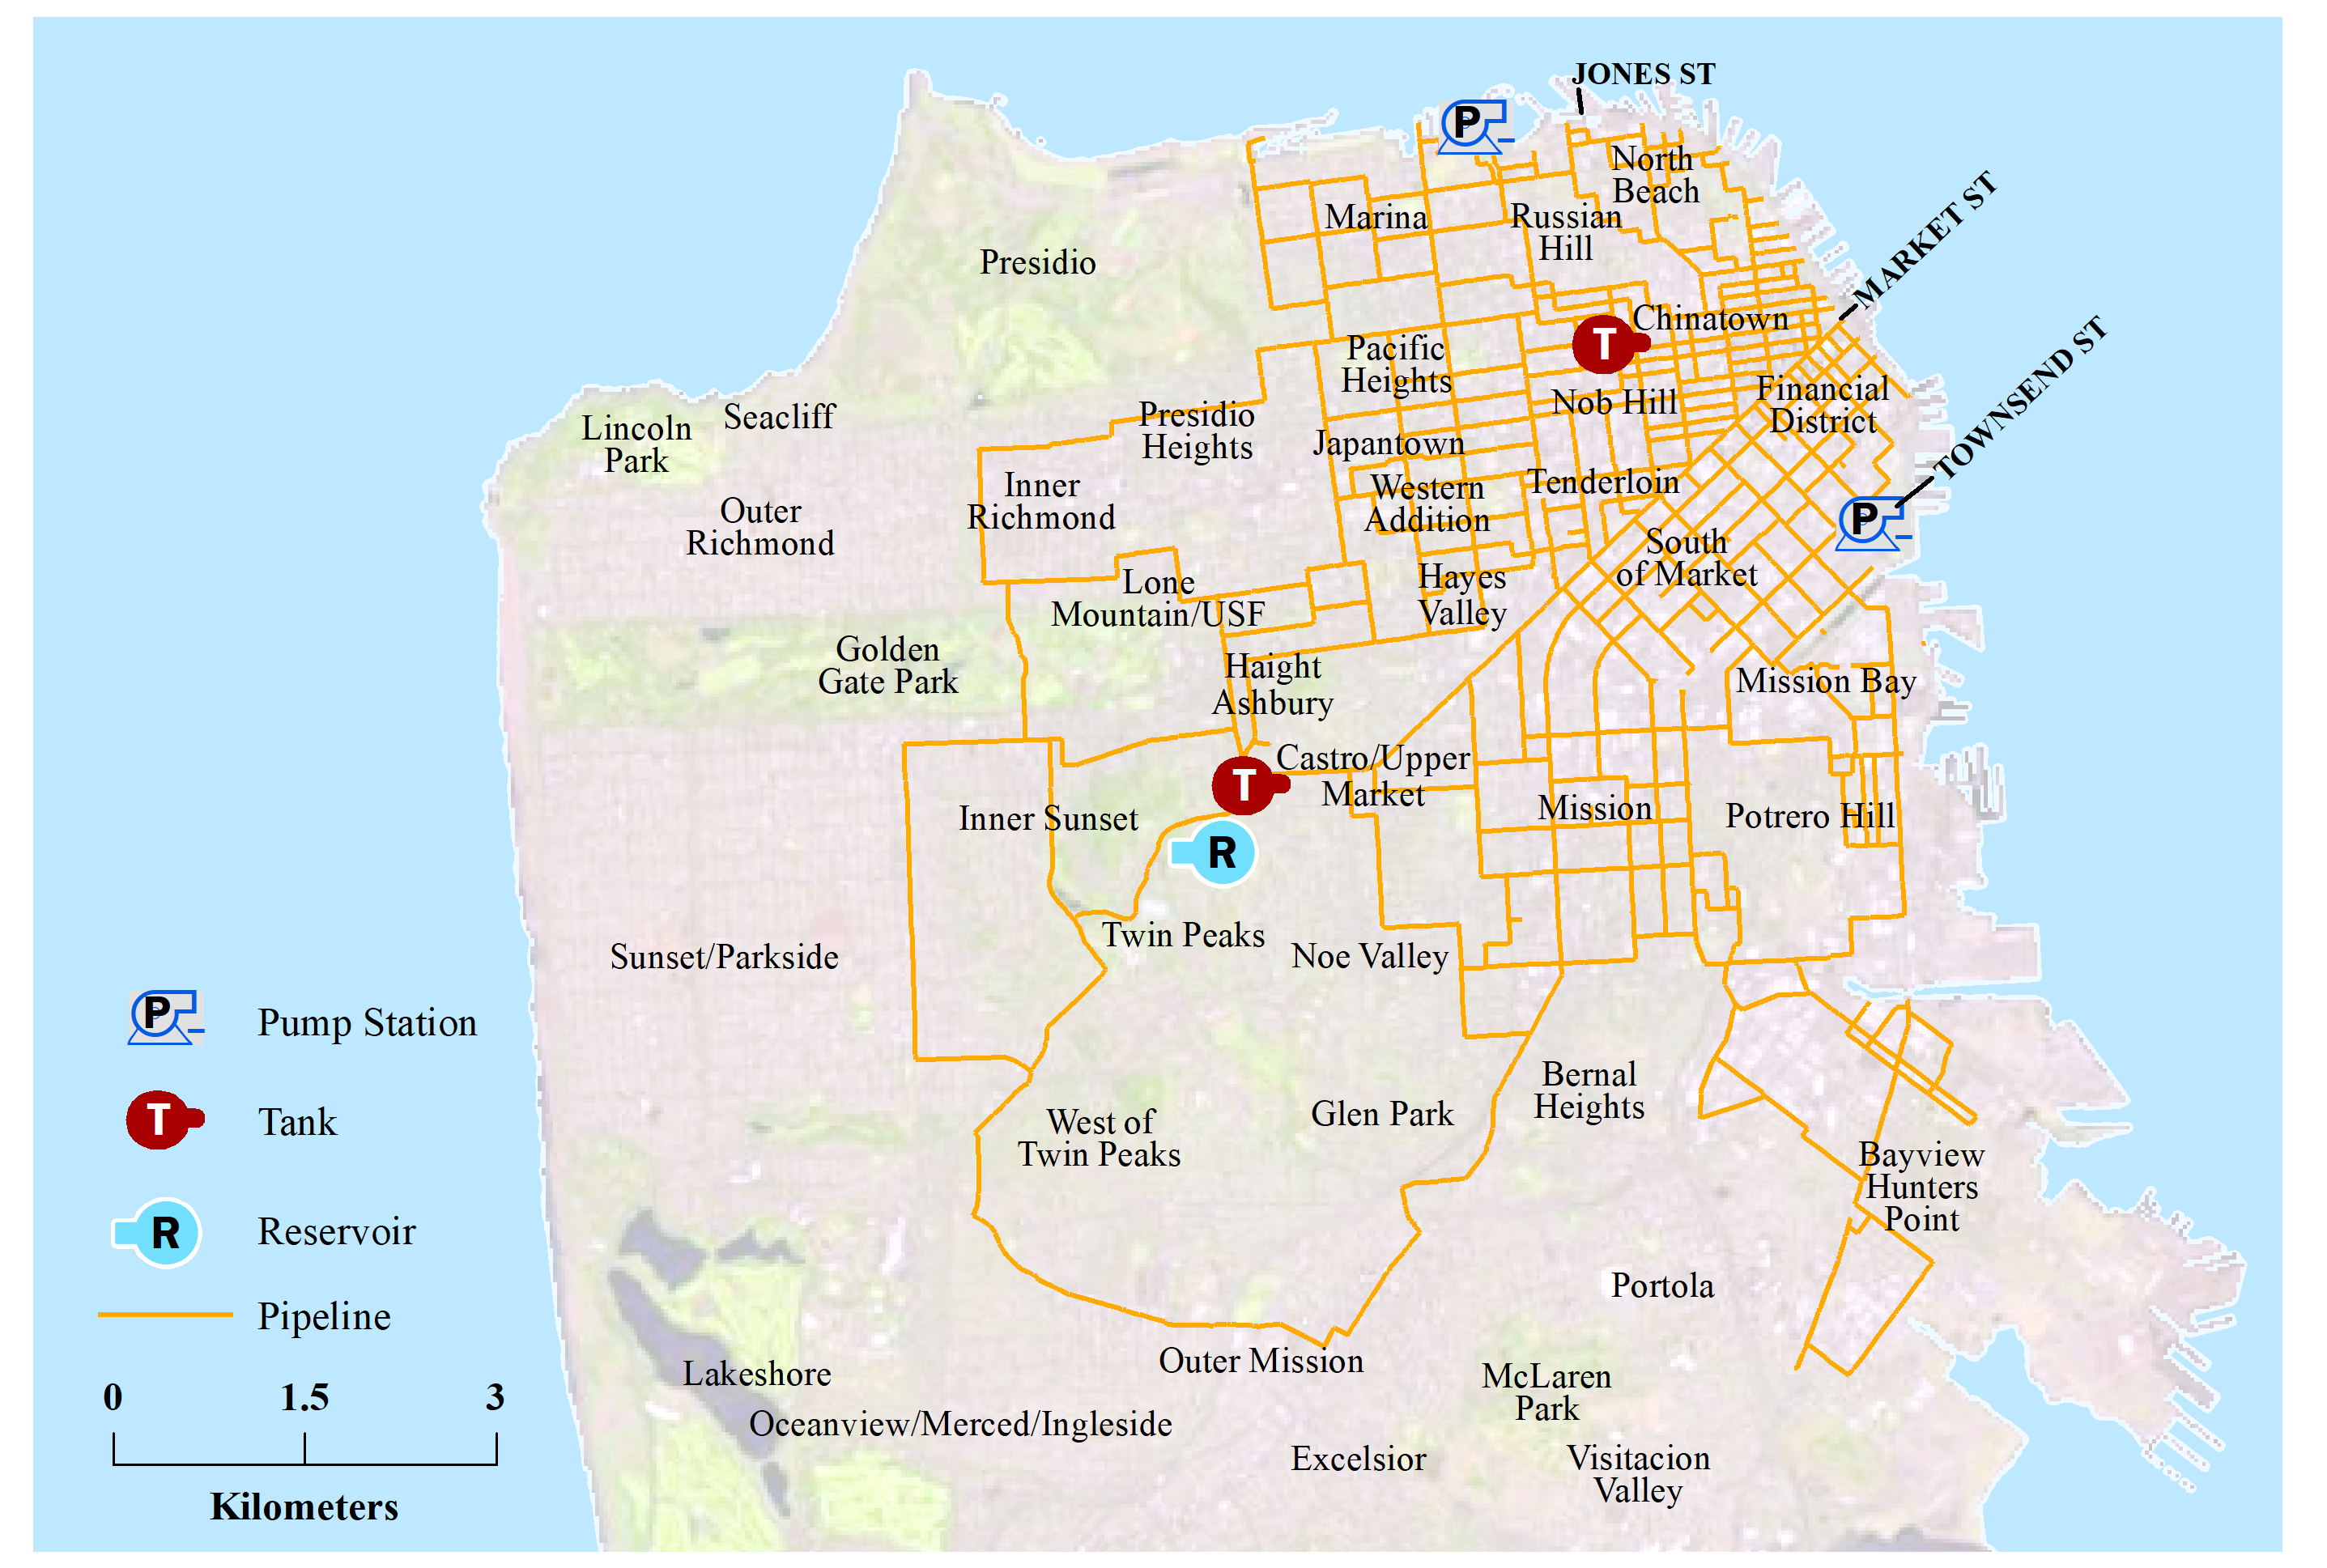 JONES ST
P
North
Beach
MARKET ST
Marina
Russian
Hill
Presidio
Chinatown
TOWNSEND ST
T
Pacific
Heights
Financial
District
Nob Hill
Seacliff
Lincoln
Park
Presidio
Heights
Japantown
Inner
Richmond
Western
Addition
Tenderloin
P
Outer
Richmond
South
of Market
Lone
Mountain/USF
Hayes
Valley
Golden
Gate Park
Haight
Ashbury
Mission Bay
Castro/Upper
Market
T
Inner Sunset
Mission
Potrero Hill
R
Twin Peaks
Noe Valley
Sunset/Parkside
P
Pump Station
Bernal
Heights
T
Tank
West of
Twin Peaks
Glen Park
Bayview
Hunters
Point
R
Reservoir
Portola
Pipeline
Outer Mission
Lakeshore
McLaren
Park
0 1.5 3
Oceanview/Merced/Ingleside
Excelsior
Visitacion
Valley
Kilometers